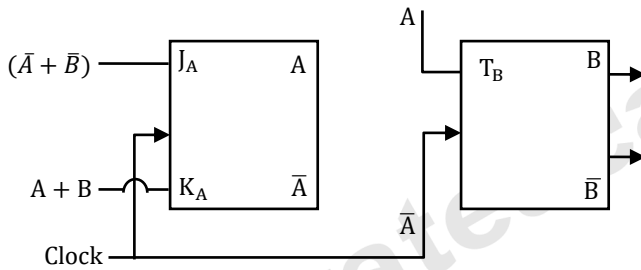 A
(Ā + B̄)
J_A
A
T_B
B
A + B
K_A
Ā
Ā
B̄
Clock